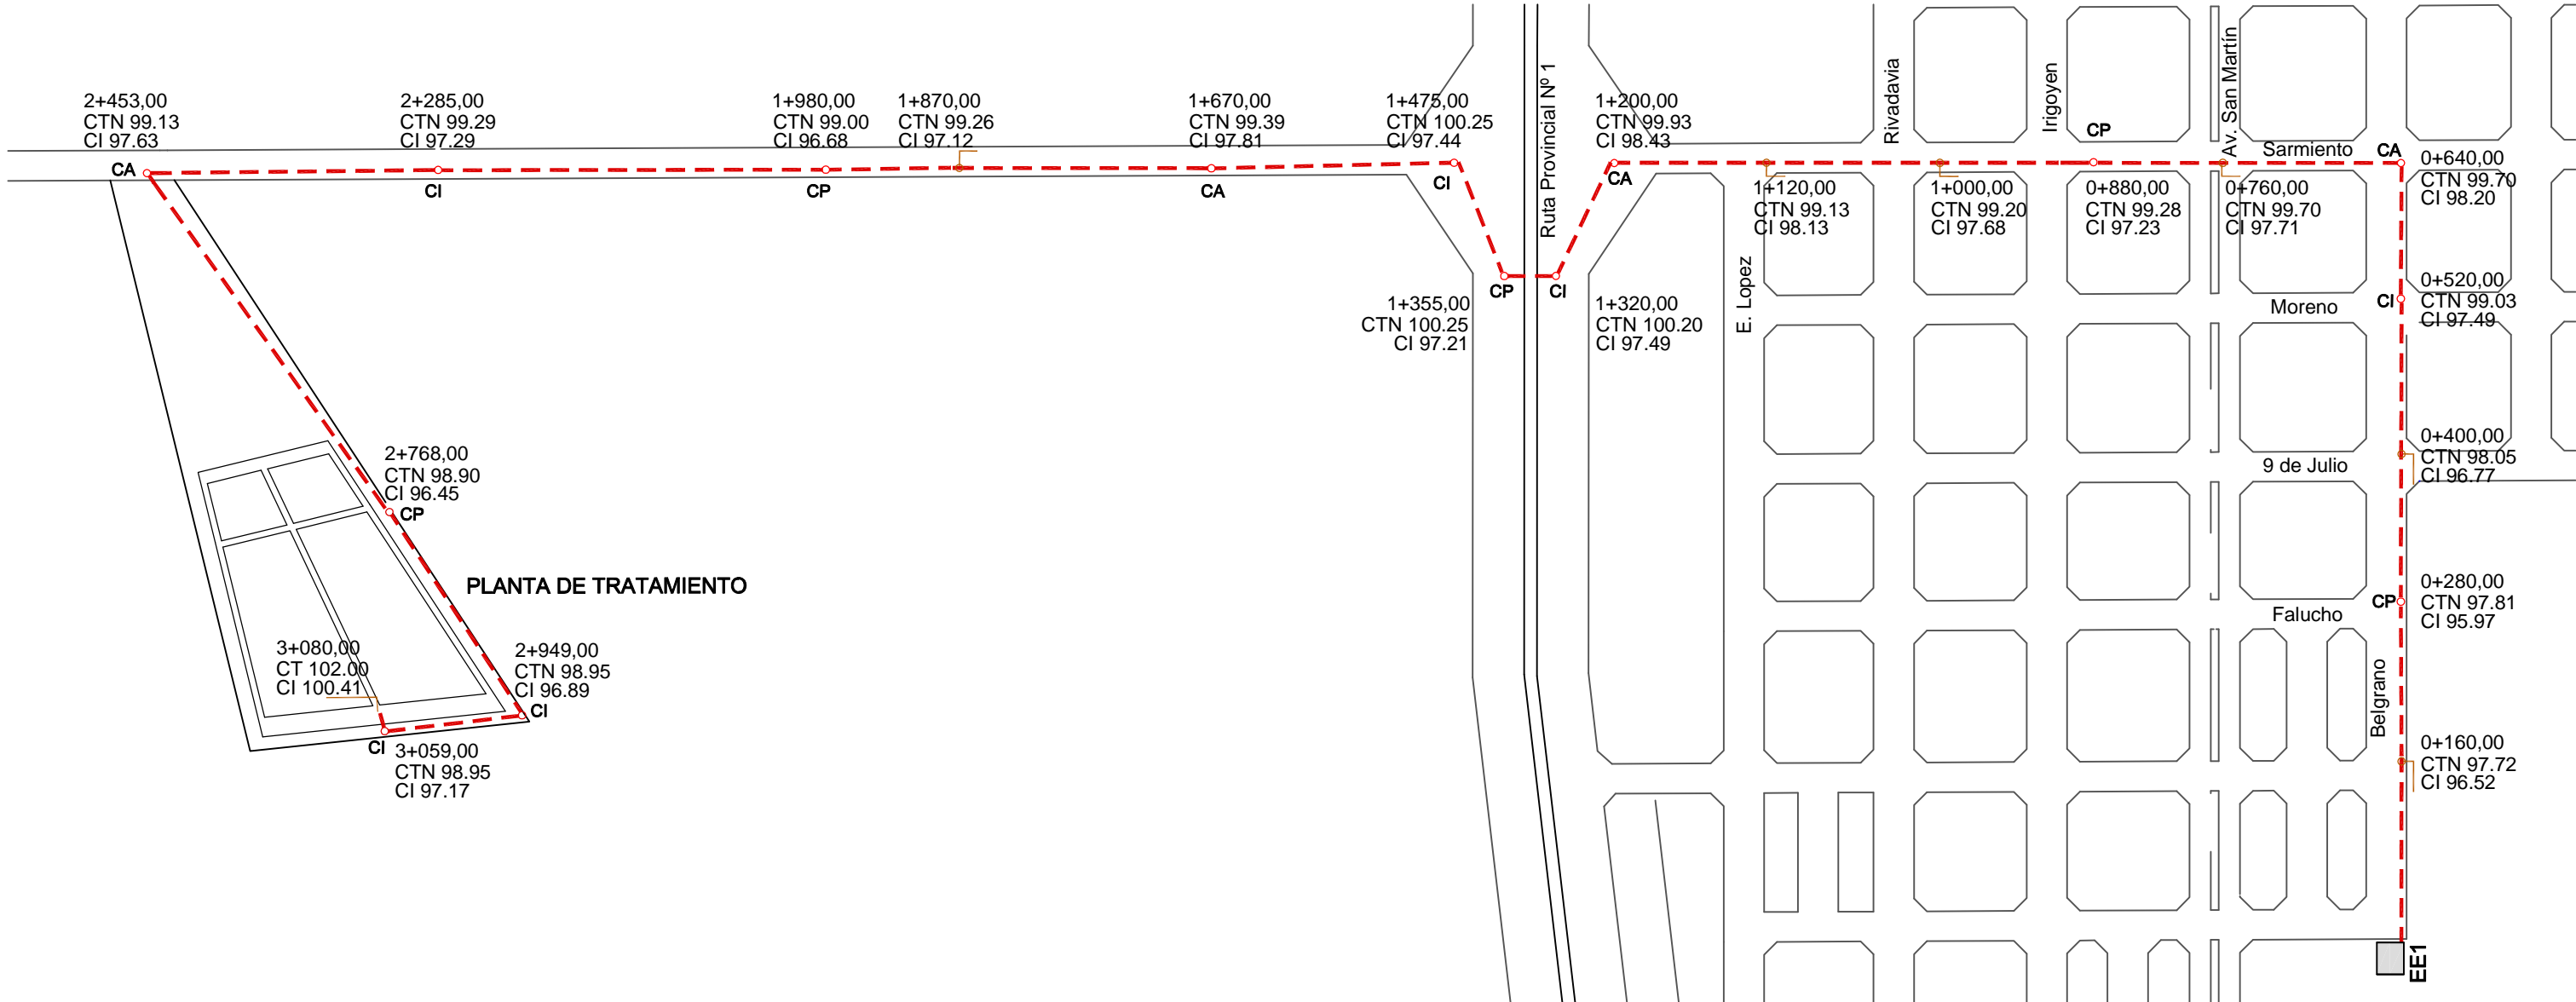 2+453,00
CTN 99.13
CI 97.63
CA
2+285,00
CTN 99.29
CI 97.29
CI
1+980,00
CTN 99.00
CI 96.68
CP
1+870,00
CTN 99.26
CI 97.12
1+670,00
CTN 99.39
CI 97.81
CA
1+475,00
CTN 100.25
CI 97.44
CI
Ruta Provincial Nº 1
1+200,00
CTN 99.93
CI 98.43
CA
1+355,00
CTN 100.25
CI 97.21
CP
CI
1+320,00
CTN 100.20
CI 97.49
E. Lopez
1+120,00
CTN 99.13
CI 98.13
Rivadavia
1+000,00
CTN 99.20
CI 97.68
Irigoyen
CP
0+880,00
CTN 99.28
CI 97.23
Av. San Martín
Sarmiento
0+760,00
CTN 99.70
CI 97.71
CA
0+640,00
CTN 99.70
CI 98.20
Moreno
CI
0+520,00
CTN 99.03
CI 97.49
9 de Julio
0+400,00
CTN 98.05
CI 96.77
Falucho
CP
0+280,00
CTN 97.81
CI 95.97
Belgrano
0+160,00
CTN 97.72
CI 96.52
EE1
2+768,00
CTN 98.90
CI 96.45
CP
PLANTA DE TRATAMIENTO
3+080,00
CT 102.00
CI 100.41
2+949,00
CTN 98.95
CI 96.89
CI
CI
3+059,00
CTN 98.95
CI 97.17